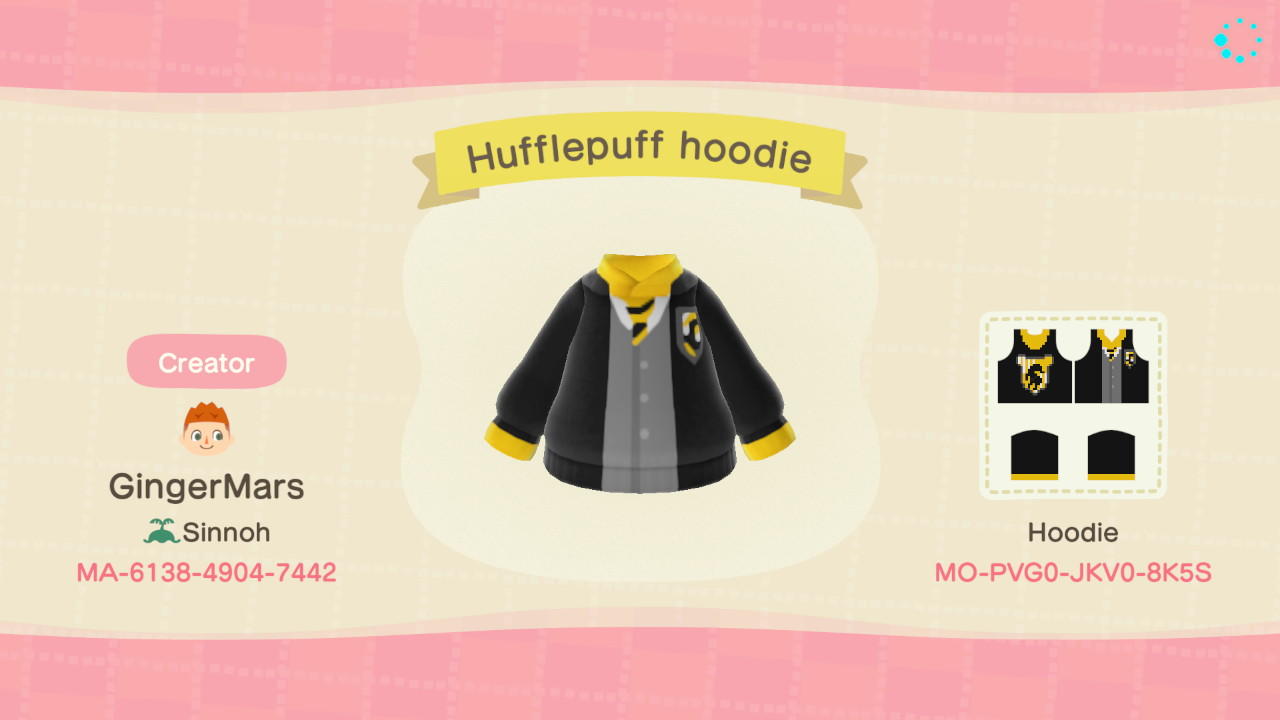 Hufflepuff hoodie
Creator
GingerMars
Sinnoh
MA-6138-4904-7442
Hoodie
MO-PVG0-JKV0-8K5S